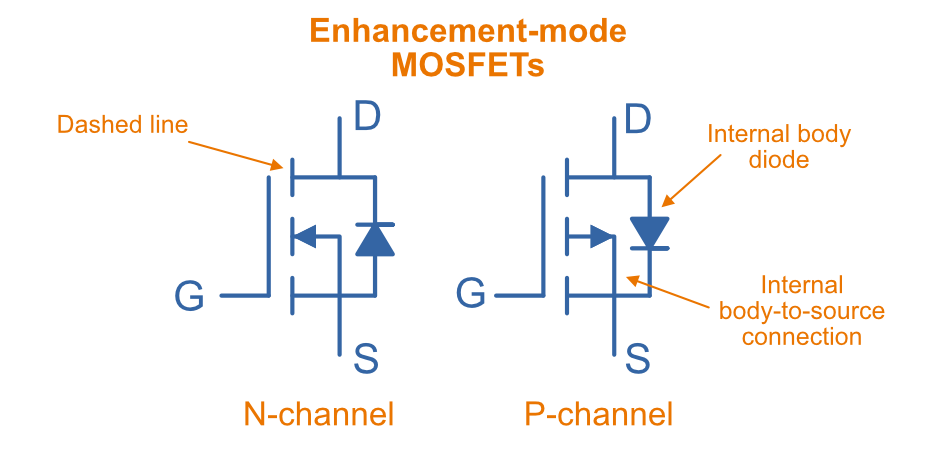 Enhancement-mode
MOSFETs
Dashed line
D
G
S
N-channel
D
Internal body
diode
G
Internal
body-to-source
connection
S
P-channel